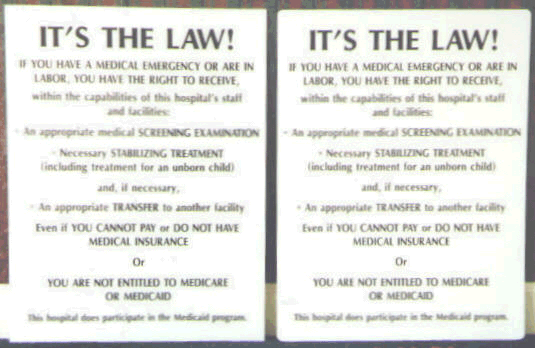 IT'S THE LAW!
IF YOU HAVE A MEDICAL EMERGENCY OR ARE IN
LABOR, YOU HAVE THE RIGHT TO RECEIVE,
within the capabilities of this hospital's staff
and facilities:
• An appropriate medical SCREENING EXAMINATION
• Necessary STABILIZING TREATMENT
(including treatment for an unborn child)
and, if necessary,
• An appropriate TRANSFER to another facility
Even if YOU CANNOT PAY or DO NOT HAVE
MEDICAL INSURANCE
Or
YOU ARE NOT ENTITLED TO MEDICARE
OR MEDICAID
This hospital does participate in the Medicaid program.
IT'S THE LAW!
IF YOU HAVE A MEDICAL EMERGENCY OR ARE IN
LABOR, YOU HAVE THE RIGHT TO RECEIVE,
within the capabilities of this hospital's staff
and facilities:
• An appropriate medical SCREENING EXAMINATION
• Necessary STABILIZING TREATMENT
(including treatment for an unborn child)
and, if necessary,
• An appropriate TRANSFER to another facility
Even if YOU CANNOT PAY or DO NOT HAVE
MEDICAL INSURANCE
Or
YOU ARE NOT ENTITLED TO MEDICARE
OR MEDICAID
This hospital does participate in the Medicaid program.